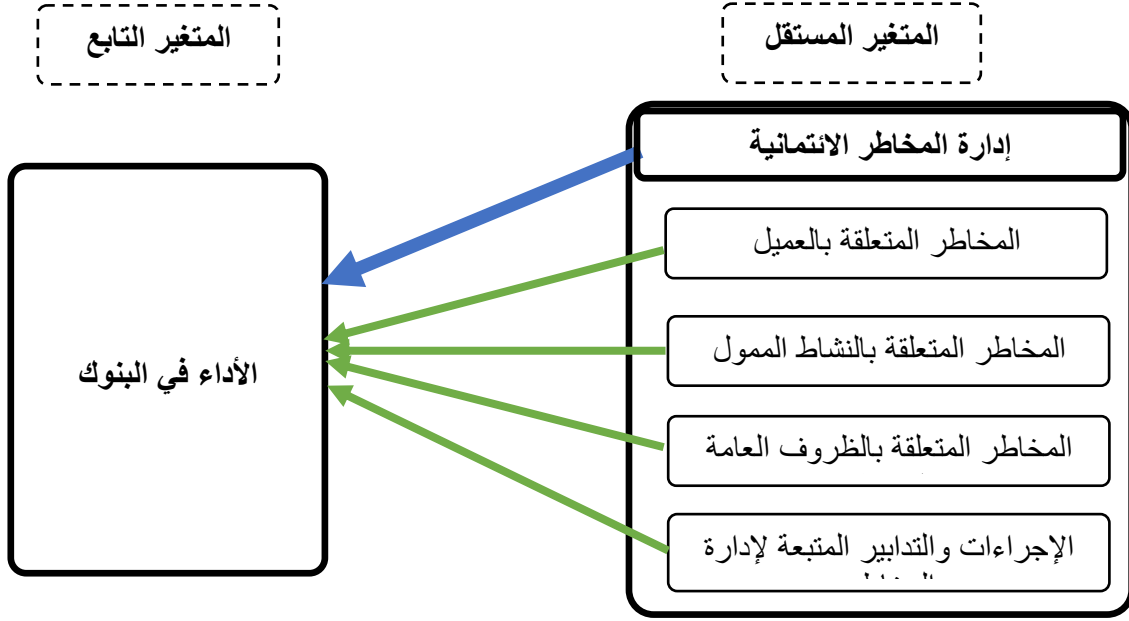 المتغير المستقل
المتغير التابع
إدارة المخاطر الائتمانية
المخاطر المتعلقة بالعميل
المخاطر المتعلقة بالنشاط الممول
المخاطر المتعلقة بالظروف العامة
الإجراءات والتدابير المتبعة لإدارة
الأداء في البنوك